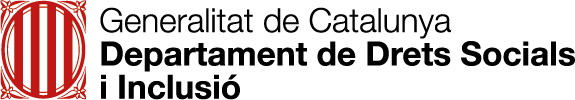 Generalitat de Catalunya
Departament de Drets Socials
i Inclusió